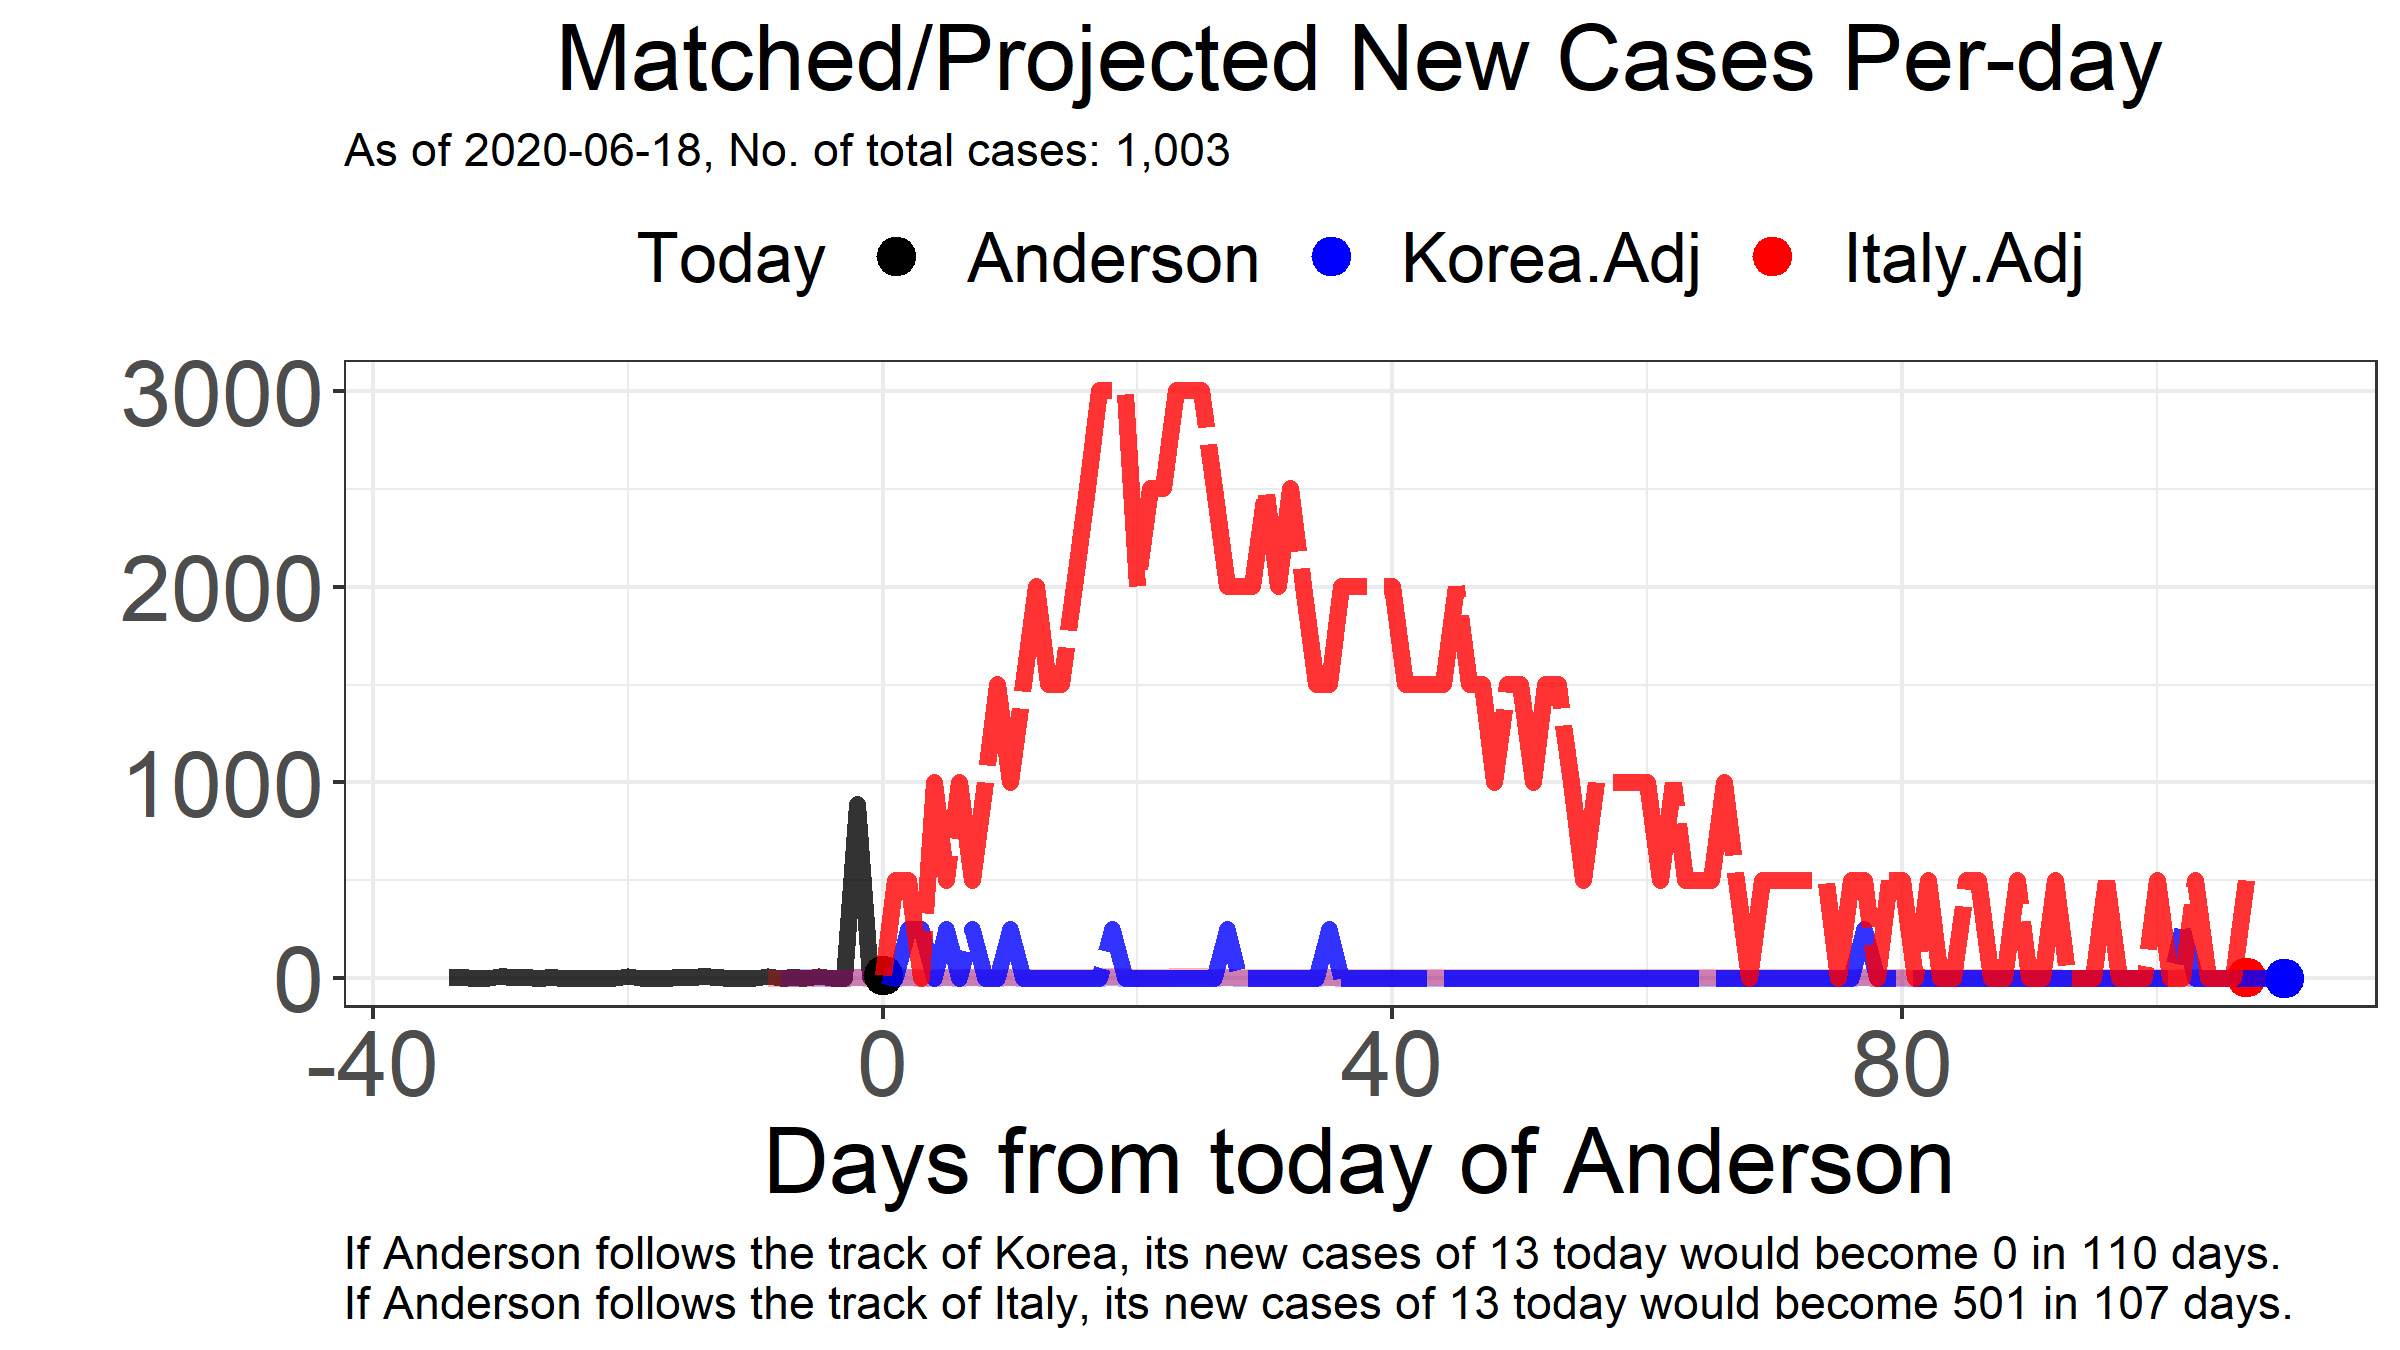 Matched/Projected New Cases Per-day
As of 2020-06-18, No. of total cases: 1,003
Today Anderson Korea.Adj Italy.Adj
3000
2000
1000
0
-40 0 40 80
Days from today of Anderson
If Anderson follows the track of Korea, its new cases of 13 today would become 0 in 110 days.
If Anderson follows the track of Italy, its new cases of 13 today would become 501 in 107 days.